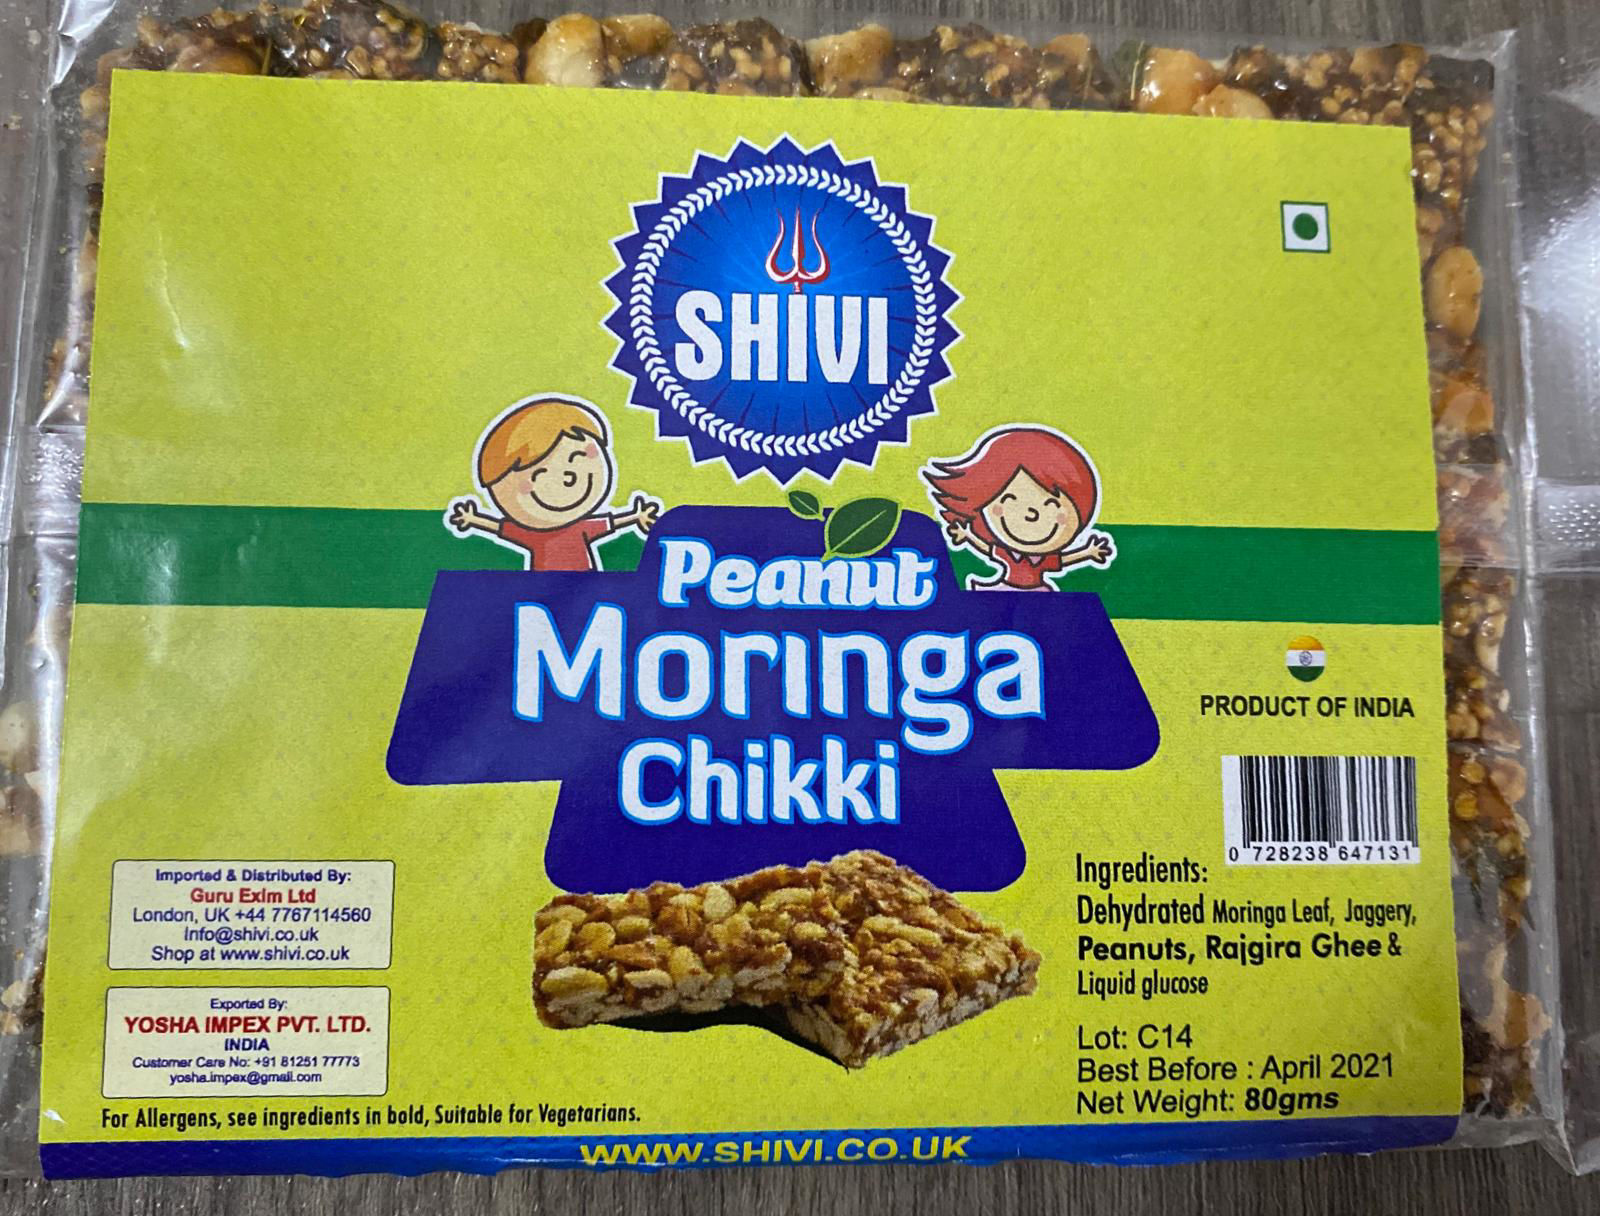 SHIVI
Peanut
Moringa
Chikki
PRODUCT OF INDIA
0 728238 647131
Imported & Distributed By:
Guru Exim Ltd
London, UK +44 7767114560
Info@shivi.co.uk
Shop at www.shivi.co.uk
Exported By:
YOSHA IMPEX PVT. LTD.
INDIA
Customer Care No: +91 81251 77773
yosha.impex@gmail.com
For Allergens, see ingredients in bold, Suitable for Vegetarians.
Ingredients:
Dehydrated Moringa Leaf, Jaggery,
Peanuts, Rajgira Ghee &
Liquid glucose
Lot: C14
Best Before : April 2021
Net Weight: 80gms
WWW.SHIVI.CO.UK